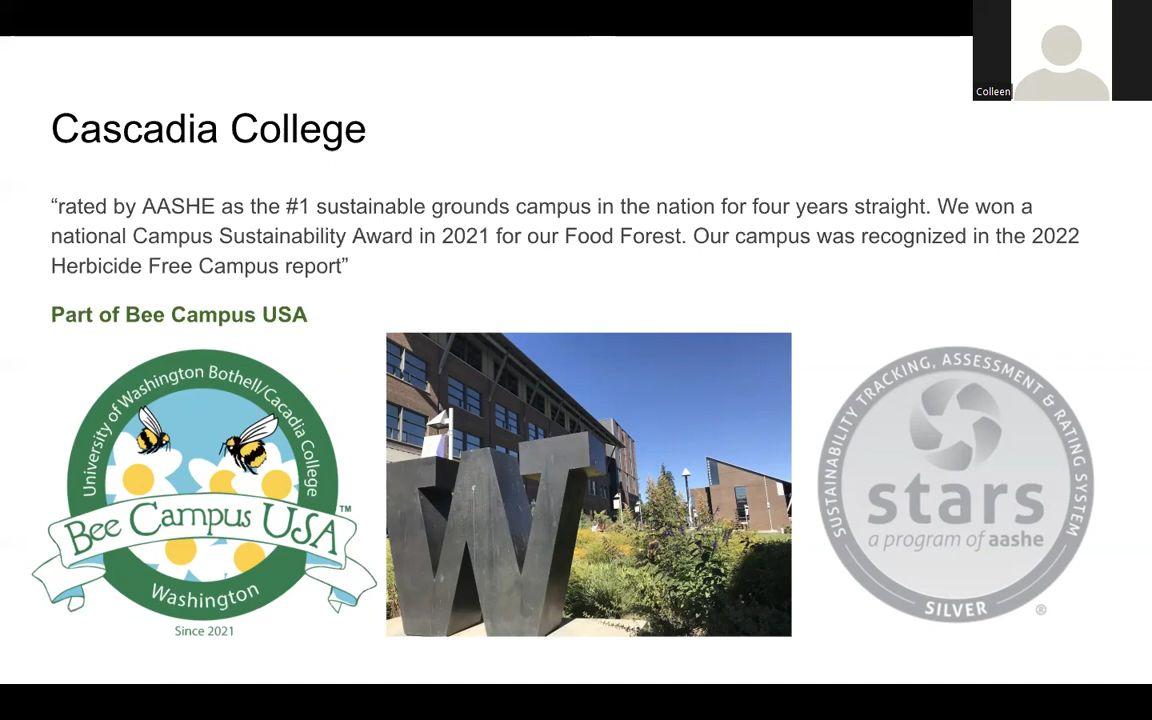 Colleen
Cascadia College
“rated by AASHE as the #1 sustainable grounds campus in the nation for four years straight. We won a
national Campus Sustainability Award in 2021 for our Food Forest. Our campus was recognized in the 2022
Herbicide Free Campus report”
Part of Bee Campus USA
University of Washington Bothell/Cacadia College
Bee Campus USA™
Washington
Since 2021
W
SUSTAINABILITY TRACKING, ASSESSMENT & RATING SYSTEM
stars
a program of aashe
SILVER ®